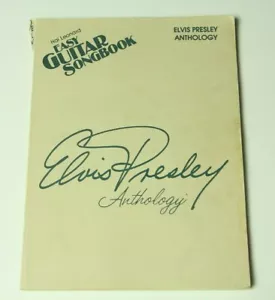 Hal Leonard
EASY
GUITAR
SONGBOOK
ELVIS PRESLEY
ANTHOLOGY
Elvis Presley
Anthology